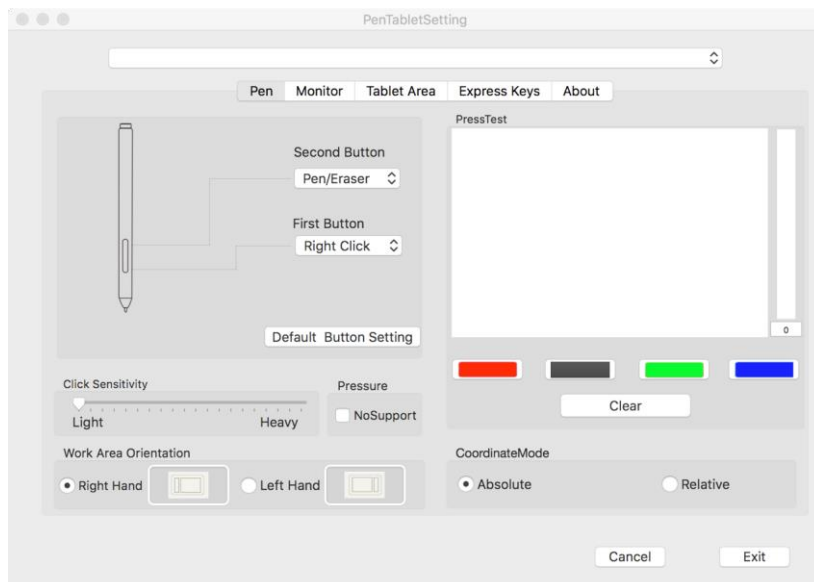 PenTabletSetting
Pen Monitor Tablet Area Express Keys About
Second Button
Pen/Eraser
First Button
Right Click
Default Button Setting
PressTest
0
Clear
Click Sensitivity
Light Heavy
Pressure
NoSupport
Work Area Orientation
Right Hand Left Hand
CoordinateMode
Absolute Relative
Cancel Exit